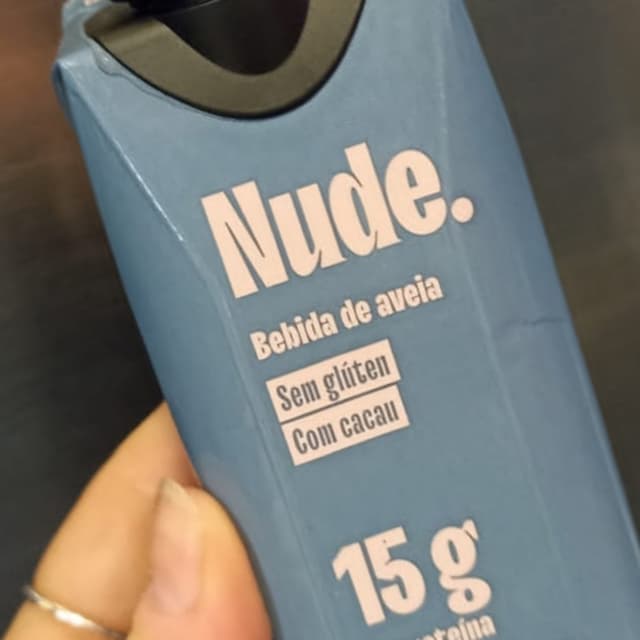 Nude.
Bebida de aveia
Sem glúten
Com cacau
15 g